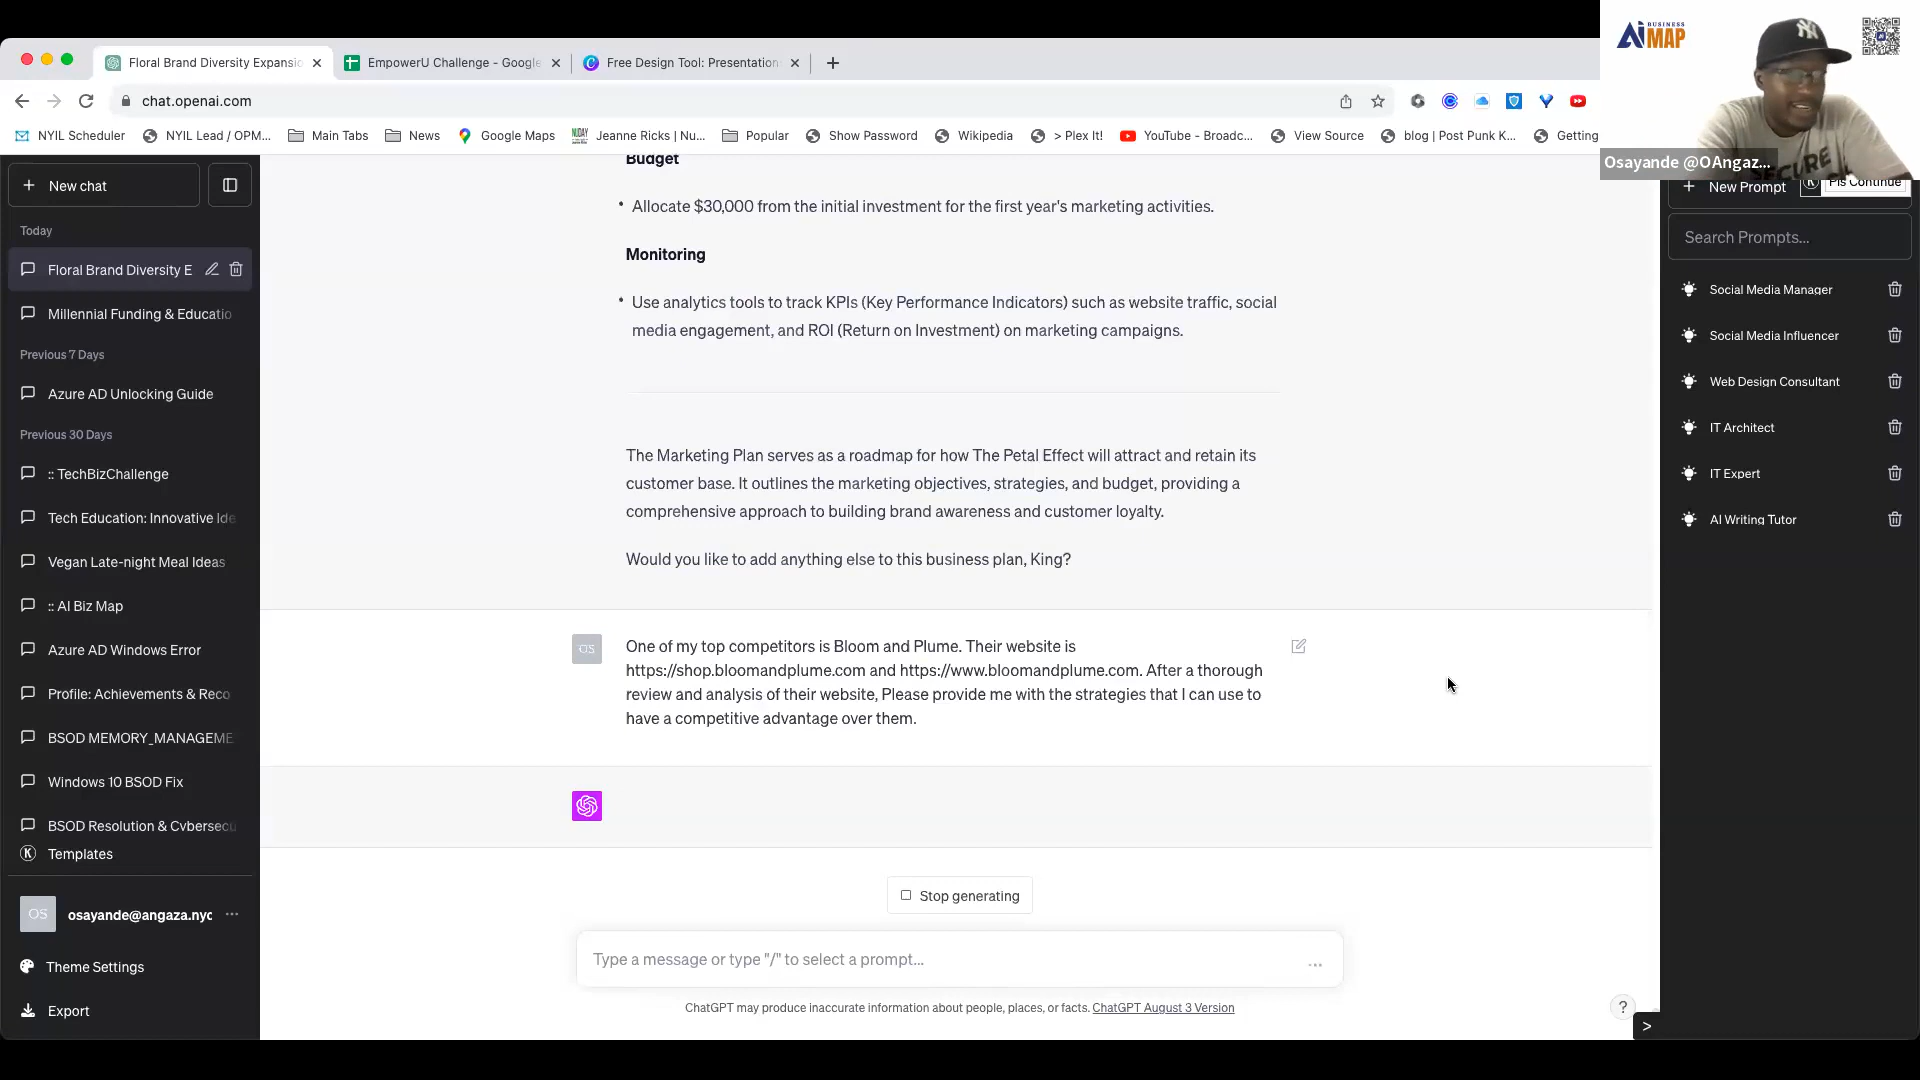 BUSINESS
AiMAP
Floral Brand Diversity Expansio
EmpowerU Challenge - Google
Free Design Tool: Presentation
chat.openai.com
NYIL Scheduler
NYIL Lead / OPM...
Main Tabs
News
Google Maps
Jeanne Ricks | Nu...
Popular
Show Password
Wikipedia
> Plex It!
YouTube - Broadc...
View Source
blog | Post Punk K...
Getting
SECURE
Osayande @OAngaz...
New chat
Today
Floral Brand Diversity E
Millennial Funding & Educatio
Previous 7 Days
Azure AD Unlocking Guide
Previous 30 Days
:: TechBizChallenge
Tech Education: Innovative Ide
Vegan Late-night Meal Ideas
:: AI Biz Map
Azure AD Windows Error
Profile: Achievements & Reco
BSOD MEMORY_MANAGEME
Windows 10 BSOD Fix
BSOD Resolution & Cybersecu
Templates
OS
osayande@angaza.nyc
Theme Settings
Export
Budget
• Allocate $30,000 from the initial investment for the first year's marketing activities.
Monitoring
• Use analytics tools to track KPIs (Key Performance Indicators) such as website traffic, social
media engagement, and ROI (Return on Investment) on marketing campaigns.
The Marketing Plan serves as a roadmap for how The Petal Effect will attract and retain its
customer base. It outlines the marketing objectives, strategies, and budget, providing a
comprehensive approach to building brand awareness and customer loyalty.
Would you like to add anything else to this business plan, King?
OS
One of my top competitors is Bloom and Plume. Their website is
https://shop.bloomandplume.com and https://www.bloomandplume.com. After a thorough
review and analysis of their website, Please provide me with the strategies that I can use to
have a competitive advantage over them.
Stop generating
Type a message or type "/" to select a prompt...
ChatGPT may produce inaccurate information about people, places, or facts. ChatGPT August 3 Version
?
>
New Prompt
Pls Continue
Search Prompts...
Social Media Manager
Social Media Influencer
Web Design Consultant
IT Architect
IT Expert
AI Writing Tutor